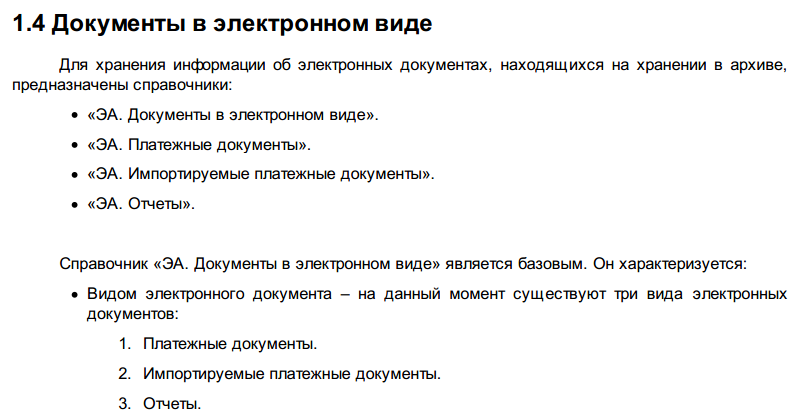 1.4 Документы в электронном виде
Для хранения информации об электронных документах, находящихся на хранении в архиве,
предназначены справочники:
• «ЭА. Документы в электронном виде».
• «ЭА. Платежные документы».
• «ЭА. Импортируемые платежные документы».
• «ЭА. Отчеты».
Справочник «ЭА. Документы в электронном виде» является базовым. Он характеризуется:
• Видом электронного документа – на данный момент существуют три вида электронных
документов:
1. Платежные документы.
2. Импортируемые платежные документы.
3. Отчеты.